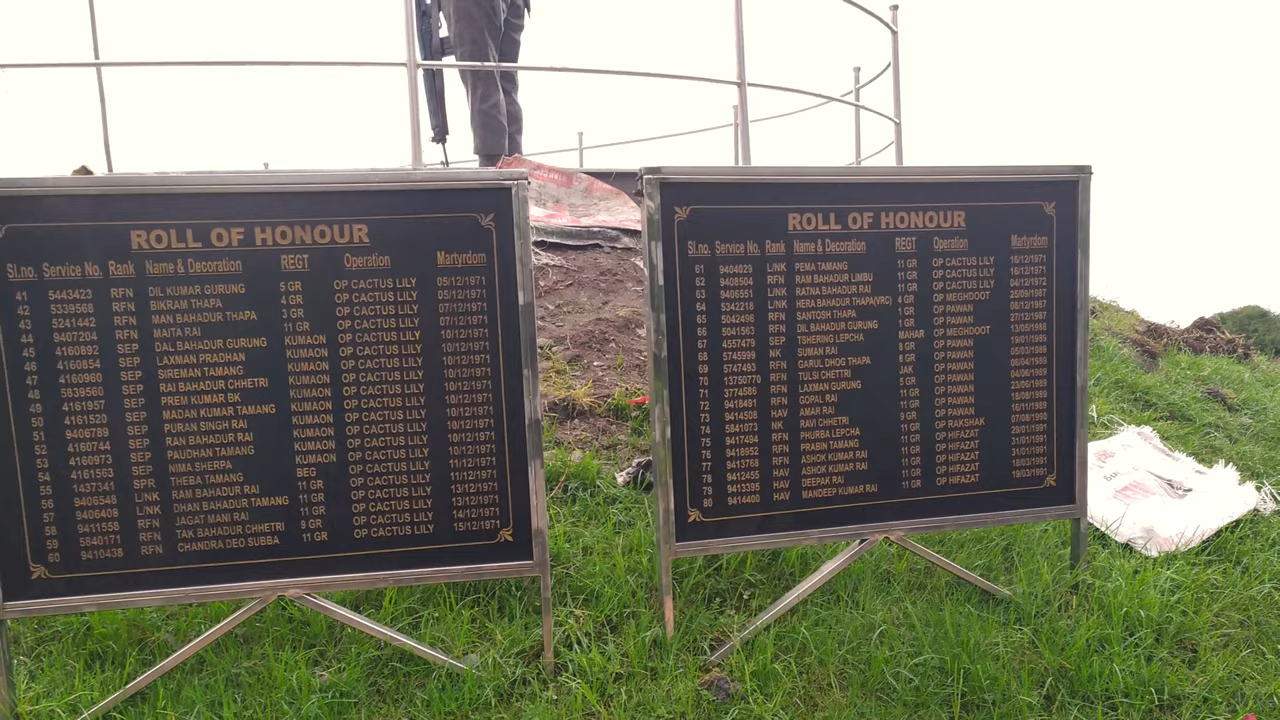 ROLL OF HONOUR
Sl.no. Service No. Rank Name & Decoration REGT Operation Martyrdom
41 5443423 RFN DIL KUMAR GURUNG 5 GR OP CACTUS LILY 05/12/1971
42 5339568 RFN BIKRAM THAPA 4 GR OP CACTUS LILY 05/12/1971
43 5241442 RFN MAN BAHADUR THAPA 3 GR OP CACTUS LILY 07/12/1971
44 9407204 RFN MAITA RAI 11 GR OP CACTUS LILY 07/12/1971
45 4160892 SEP DAL BAHADUR GURUNG KUMAON OP CACTUS LILY 10/12/1971
46 4160854 SEP LAXMAN PRADHAN KUMAON OP CACTUS LILY 10/12/1971
47 4160960 SEP SIREMAN TAMANG KUMAON OP CACTUS LILY 10/12/1971
48 5839560 SEP RAI BAHADUR CHHETRI KUMAON OP CACTUS LILY 10/12/1971
49 4161957 SEP PREM KUMAR BK KUMAON OP CACTUS LILY 10/12/1971
50 4161520 SEP MADAN KUMAR TAMANG KUMAON OP CACTUS LILY 10/12/1971
51 9406789 SEP PURAN SINGH RAI KUMAON OP CACTUS LILY 10/12/1971
52 4160744 SEP RAN BAHADUR RAI KUMAON OP CACTUS LILY 10/12/1971
53 4160973 SEP PAUDHAN TAMANG KUMAON OP CACTUS LILY 10/12/1971
54 4161563 SEP NIMA SHERPA KUMAON OP CACTUS LILY 10/12/1971
55 1437341 SPR THEBA TAMANG BEG OP CACTUS LILY 11/12/1971
56 9406548 L/NK RAM BAHADUR RAI 11 GR OP CACTUS LILY 11/12/1971
57 9406408 L/NK DHAN BAHADUR TAMANG 11 GR OP CACTUS LILY 13/12/1971
58 9411558 RFN JAGAT MANI RAI 11 GR OP CACTUS LILY 13/12/1971
59 5840171 RFN TAK BAHADUR CHHETRI 9 GR OP CACTUS LILY 14/12/1971
60 9410438 RFN CHANDRA DEO SUBBA 11 GR OP CACTUS LILY 15/12/1971
ROLL OF HONOUR
Sl.no. Service No. Rank Name & Decoration REGT Operation Martyrdom
61 9404029 L/NK PEMA TAMANG 11 GR OP CACTUS LILY 16/12/1971
62 9408504 RFN RAM BAHADUR LIMBU 11 GR OP CACTUS LILY 16/12/1971
63 9406551 L/NK RATNA BAHADUR RAI 11 GR OP CACTUS LILY 04/12/1972
64 5342218 L/NK HERA BAHADUR THAPA(VRC) 4 GR OP MEGHDOOT 25/09/1987
65 5042496 RFN SANTOSH THAPA 1 GR OP PAWAN 08/12/1987
66 5041563 RFN DIL BAHADUR GURUNG 1 GR OP PAWAN 27/12/1987
67 4557479 SEP TSHERING LEPCHA MAHAR OP MEGHDOOT 13/05/1988
68 5745999 NK SUMAN RAI 8 GR OP PAWAN 19/01/1989
69 5747493 RFN GARUL DHOG THAPA 8 GR OP PAWAN 05/03/1989
70 13750770 RFN TULSI CHETTRI JAK OP PAWAN 06/04/1989
71 3774586 RFN LAXMAN GURUNG 5 GR OP PAWAN 04/06/1989
72 9418491 RFN GOPAL RAI 11 GR OP PAWAN 23/06/1989
73 9414508 HAV AMAR RAI 11 GR OP PAWAN 18/08/1989
74 5841073 NK RAVI CHHETRI 9 GR OP PAWAN 16/11/1989
75 9417494 RFN PHURBA LEPCHA 11 GR OP RAKSHAK 07/08/1990
76 9418952 RFN PRABIN TAMANG 11 GR OP HIFAZAT 29/01/1991
77 9413768 RFN ASHOK KUMAR RAI 11 GR OP HIFAZAT 31/01/1991
78 9412455 HAV ASHOK KUMAR RAI 11 GR OP HIFAZAT 31/01/1991
79 9413395 HAV DEEPAK RAI 11 GR OP HIFAZAT 18/03/1991
80 9414400 HAV MANDEEP KUMAR RAI 11 GR OP HIFAZAT 19/03/1991